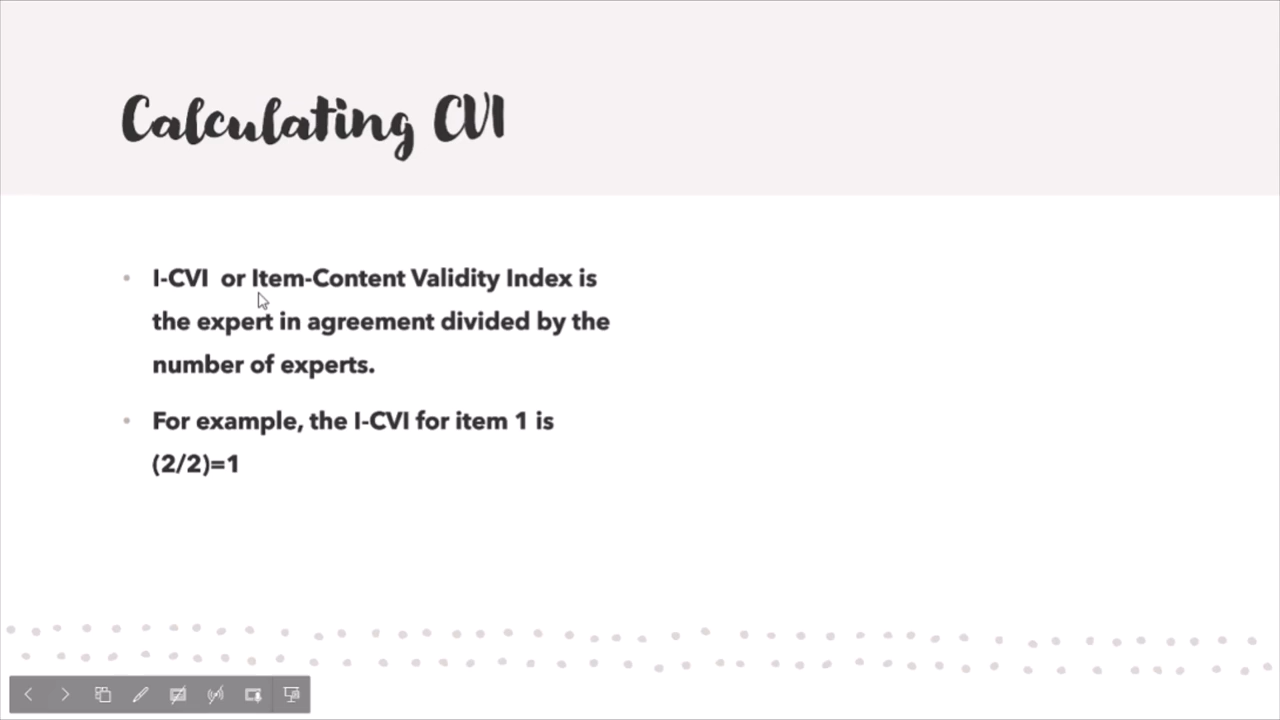 Calculating CVI
• I-CVI or Item-Content Validity Index is
the expert in agreement divided by the
number of experts.
• For example, the I-CVI for item 1 is
(2/2)=1